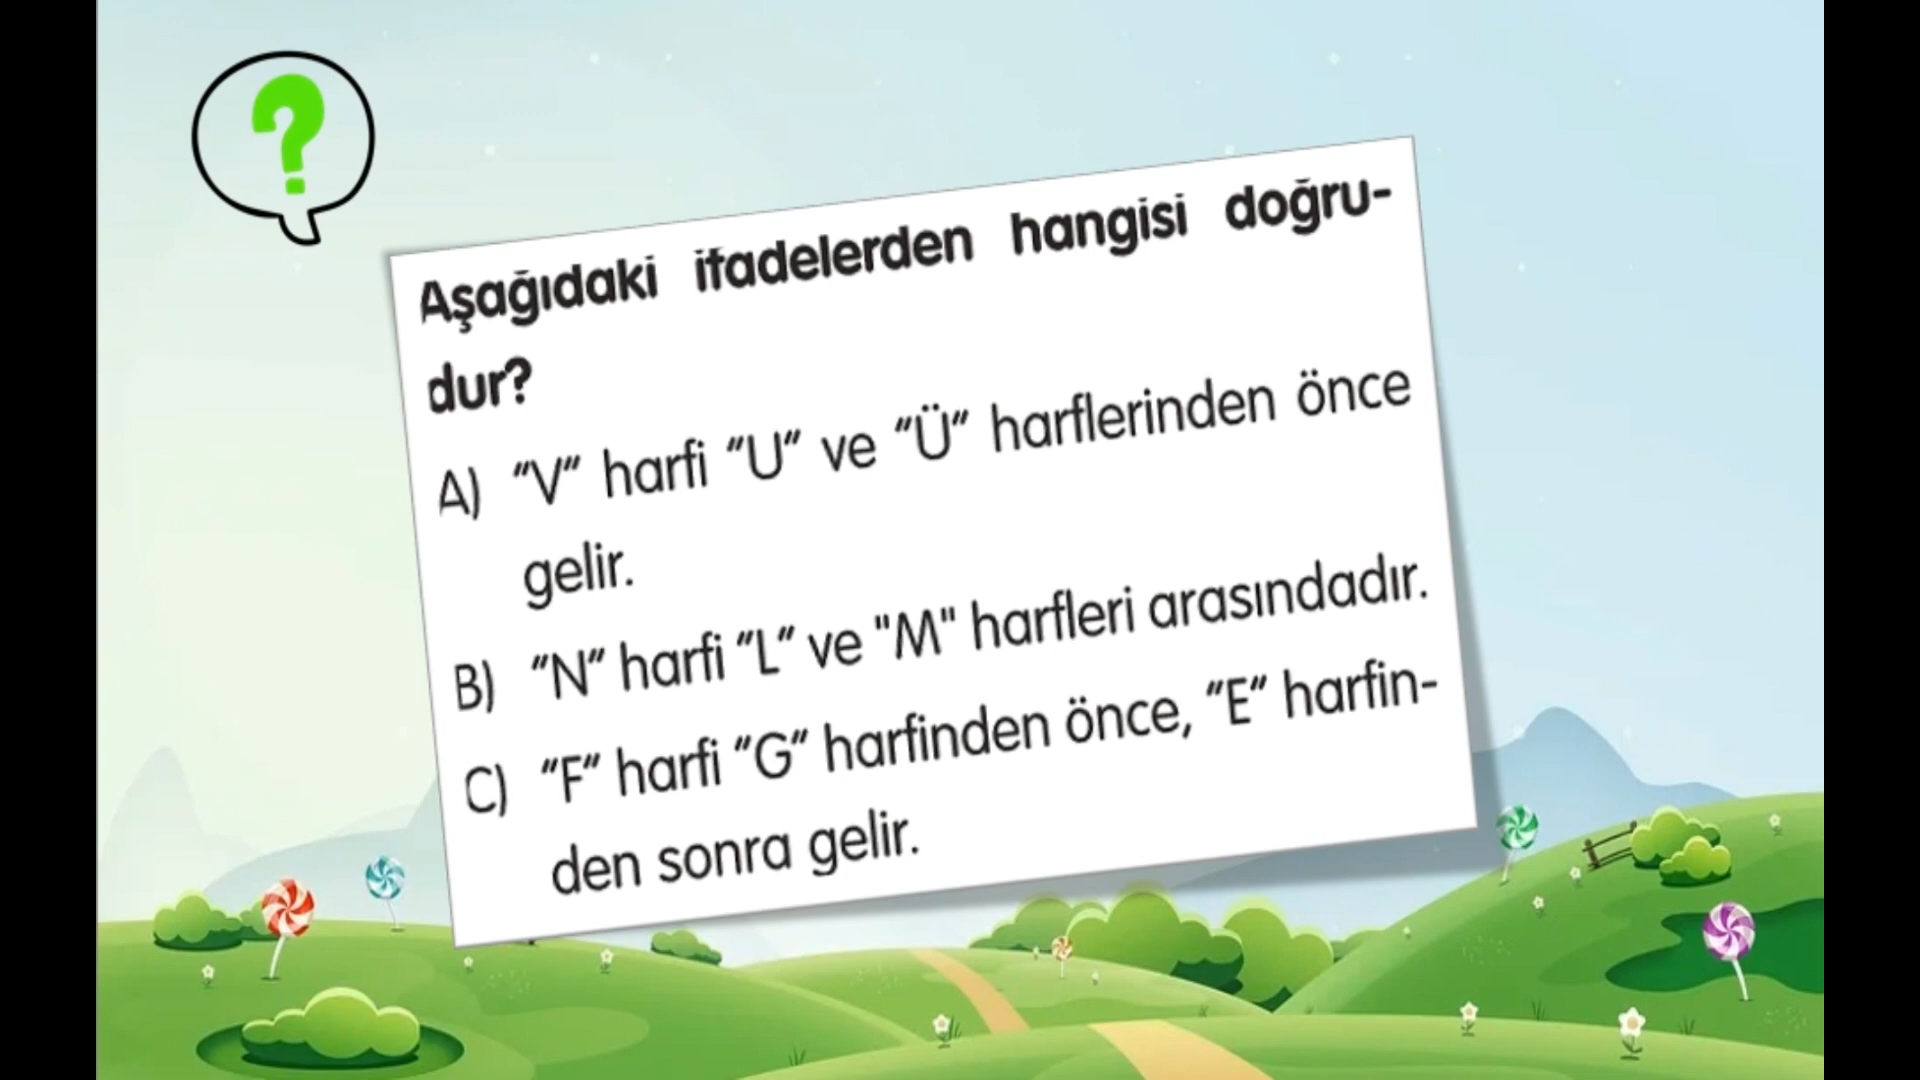 ?
Aşağıdaki ifadelerden hangisi doğru-
dur?
A) "V" harfi "U" ve "Ü" harflerinden önce
gelir.
B) "N" harfi "L" ve "M" harfleri arasındadır.
C) "F" harfi "G" harfinden önce, "E" harfin-
den sonra gelir.